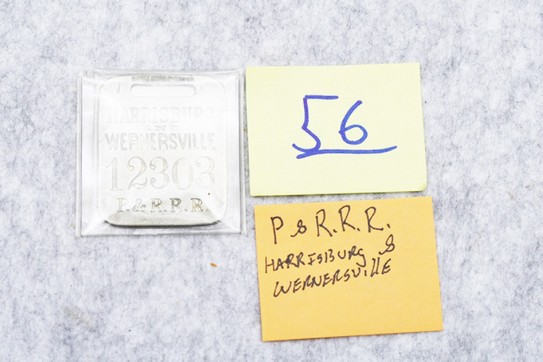 HARRISBURG
WERNERSVILLE
12303
P. & R. R. R.
56
P & R. R. R.
HARRISBURG &
WERNERSVILLE